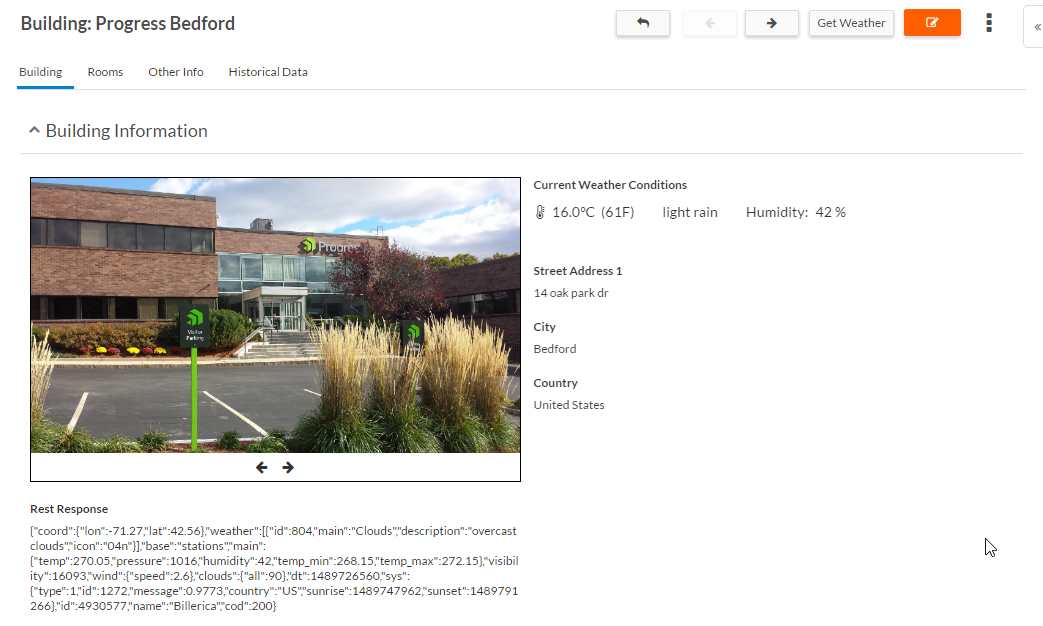 Building: Progress Bedford
Get Weather
Building Rooms Other Info Historical Data
Building Information
Current Weather Conditions
16.0°C (61F) light rain Humidity: 42 %
Progre
Visitor
Parking
Street Address 1
14 oak park dr
City
Bedford
Country
United States
Rest Response
{"coord":{"lon":-71.27,"lat":42.56},"weather":[{"id":804,"main":"Clouds","description":"overcast
clouds","icon":"04n"}],"base":"stations","main":
{"temp":270.05,"pressure":1016,"humidity":42,"temp_min":268.15,"temp_max":272.15},"visibil
ity":16093,"wind":{"speed":2.6},"clouds":{"all":90},"dt":1489726560,"sys":
{"type":1,"id":1272,"message":0.9773,"country":"US","sunrise":1489747962,"sunset":1489791
266},"id":4930577,"name":"Billerica","cod":200}